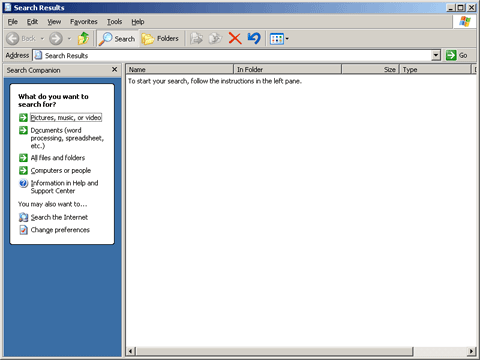 Search Results
File Edit View Favorites Tools Help
Back Search Folders
Address Search Results Go
Search Companion
Name In Folder Size Type
To start your search, follow the instructions in the left pane.
What do you want to
search for?
Pictures, music, or video
Documents (word
processing, spreadsheet,
etc.)
All files and folders
Computers or people
Information in Help and
Support Center
You may also want to...
Search the Internet
Change preferences